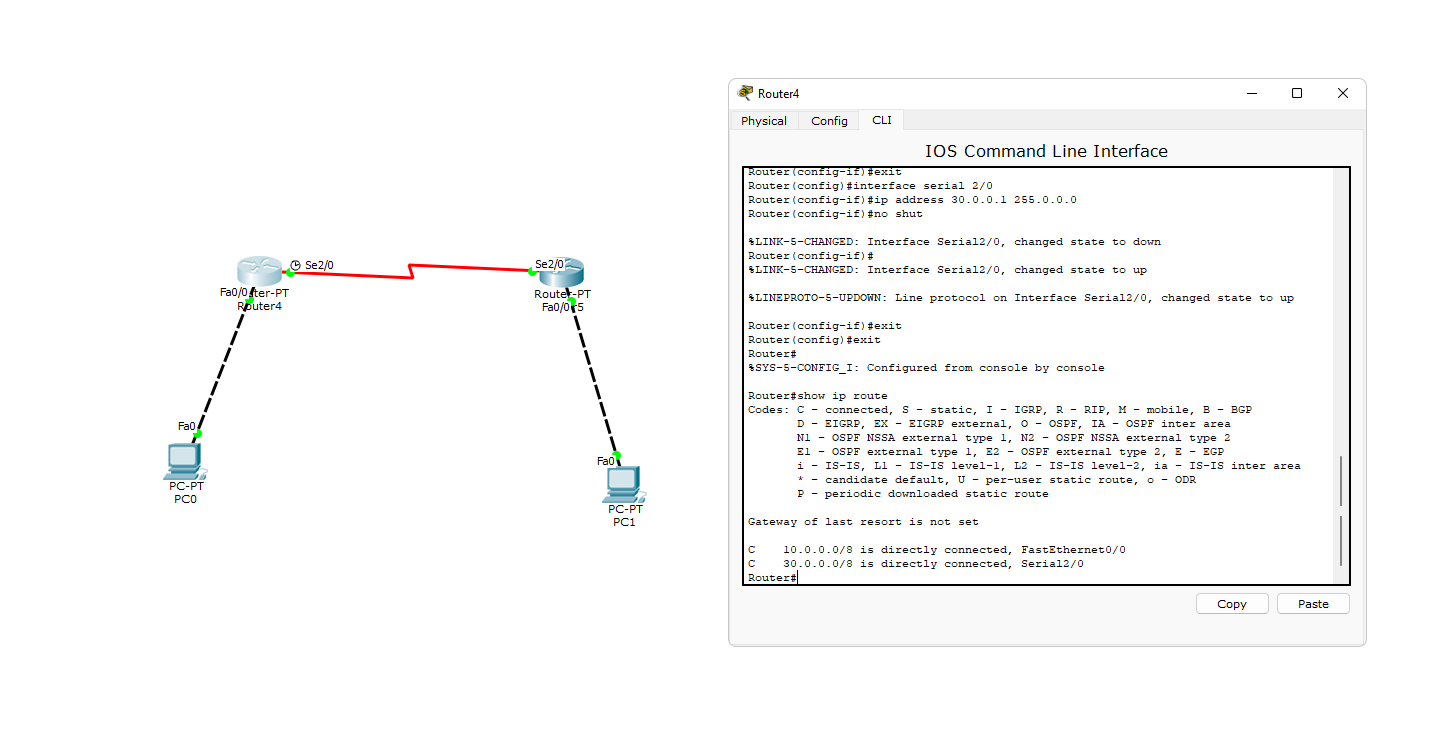 Se2/0
Fa0/0
ter-PT
Router4
Se2/0
Router-PT
Fa0/0
r5
Fa0
PC-PT
PC0
Fa0
PC-PT
PC1
Router4
Physical
Config
CLI
IOS Command Line Interface
Router(config-if)#exit
Router(config)#interface serial 2/0
Router(config-if)#ip address 30.0.0.1 255.0.0.0
Router(config-if)#no shut
%LINK-5-CHANGED: Interface Serial2/0, changed state to down
Router(config-if)#
%LINK-5-CHANGED: Interface Serial2/0, changed state to up
%LINEPROTO-5-UPDOWN: Line protocol on Interface Serial2/0, changed state to up
Router(config-if)#exit
Router(config)#exit
Router#
%SYS-5-CONFIG_I: Configured from console by console
Router#show ip route
Codes: C - connected, S - static, I - IGRP, R - RIP, M - mobile, B - BGP
D - EIGRP, EX - EIGRP external, O - OSPF, IA - OSPF inter area
N1 - OSPF NSSA external type 1, N2 - OSPF NSSA external type 2
E1 - OSPF external type 1, E2 - OSPF external type 2, E - EGP
i - IS-IS, L1 - IS-IS level-1, L2 - IS-IS level-2, ia - IS-IS inter area
* - candidate default, U - per-user static route, o - ODR
P - periodic downloaded static route
Gateway of last resort is not set
C 10.0.0.0/8 is directly connected, FastEthernet0/0
C 30.0.0.0/8 is directly connected, Serial2/0
Router#
Copy
Paste